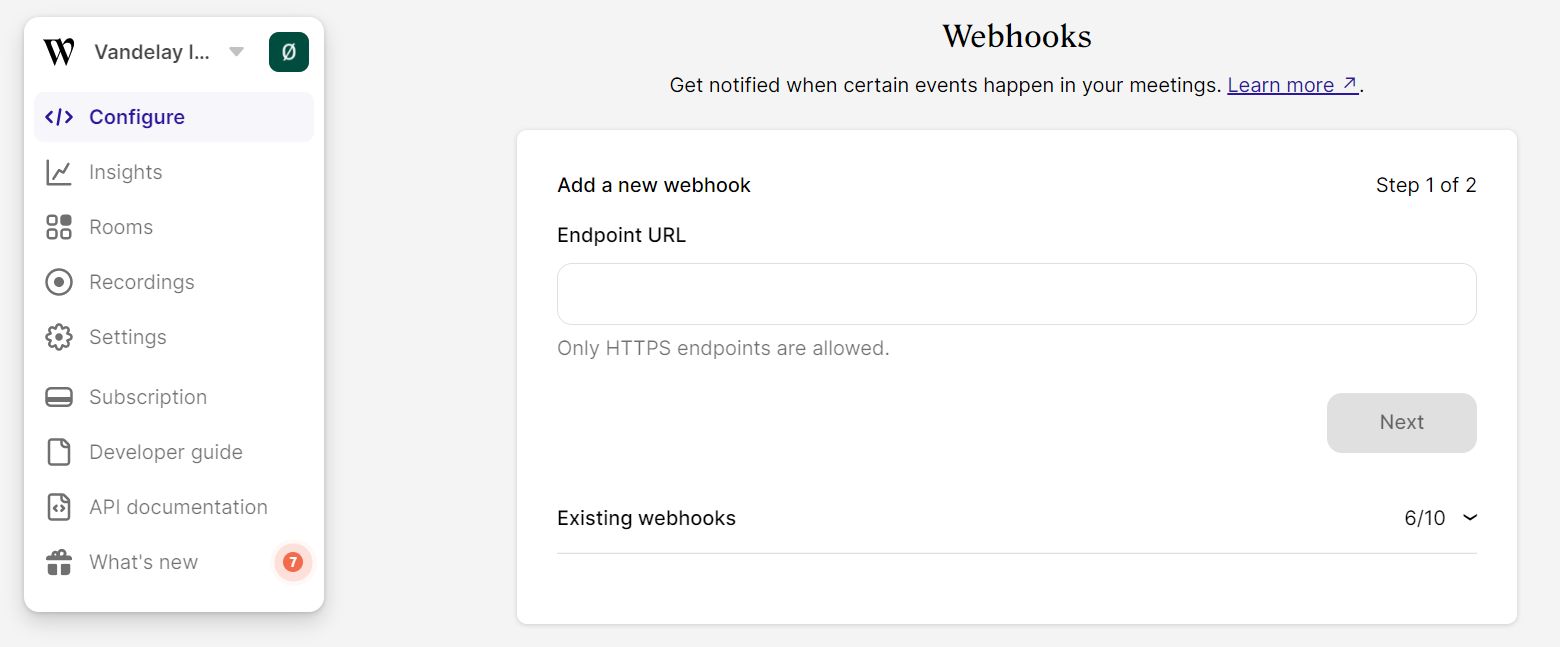 Vandelay I...
Ø
Configure
Insights
Rooms
Recordings
Settings
Subscription
Developer guide
API documentation
What's new
7
Webhooks
Get notified when certain events happen in your meetings. Learn more ↗.
Add a new webhook
Step 1 of 2
Endpoint URL
Only HTTPS endpoints are allowed.
Next
Existing webhooks
6/10